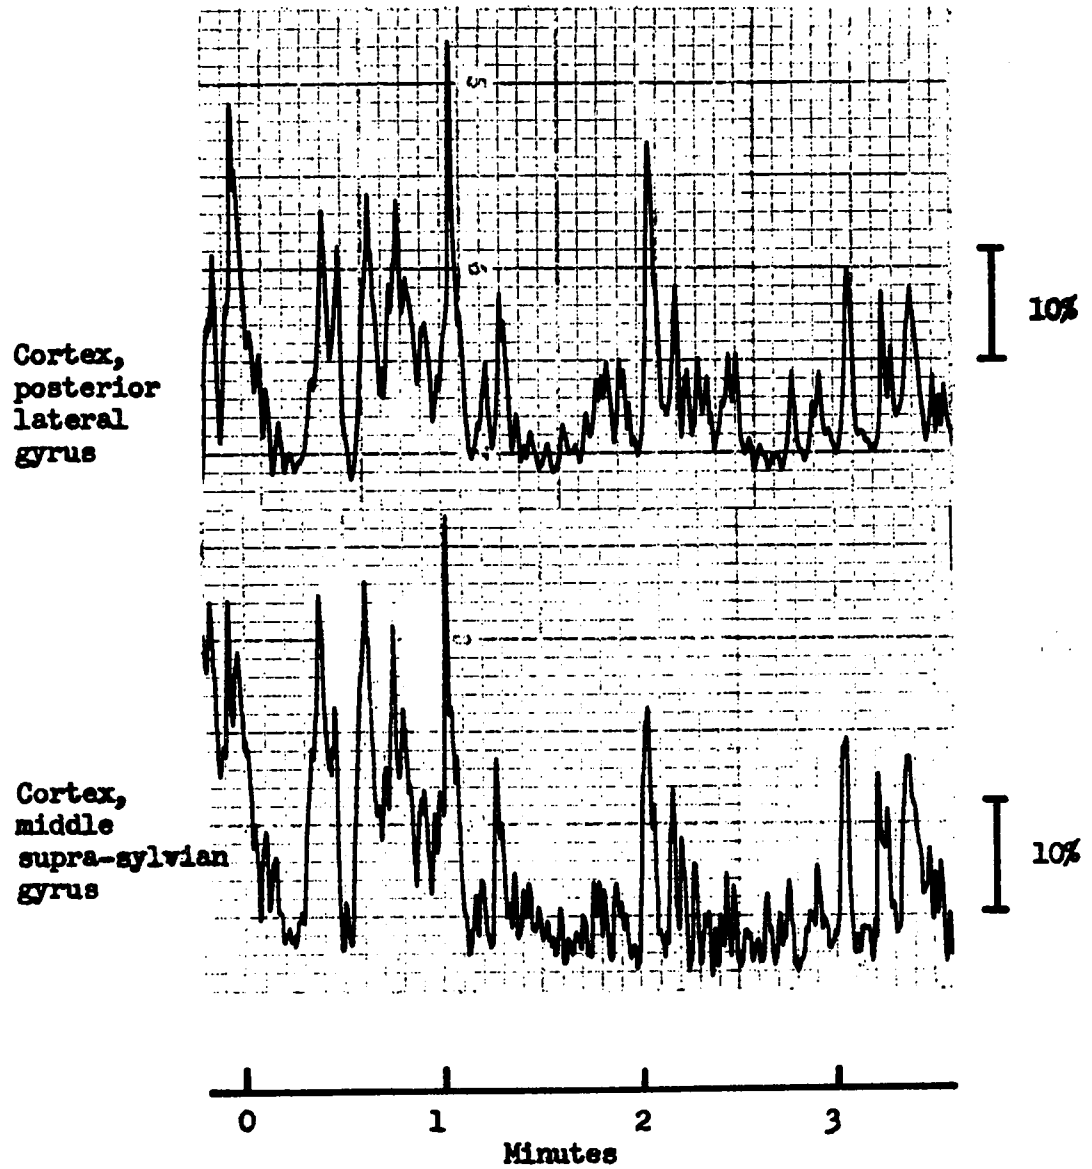 Cortex,
posterior
lateral
gyrus
10%
Cortex,
middle
supra-sylvian
gyrus
10%
0 1 2 3
Minutes